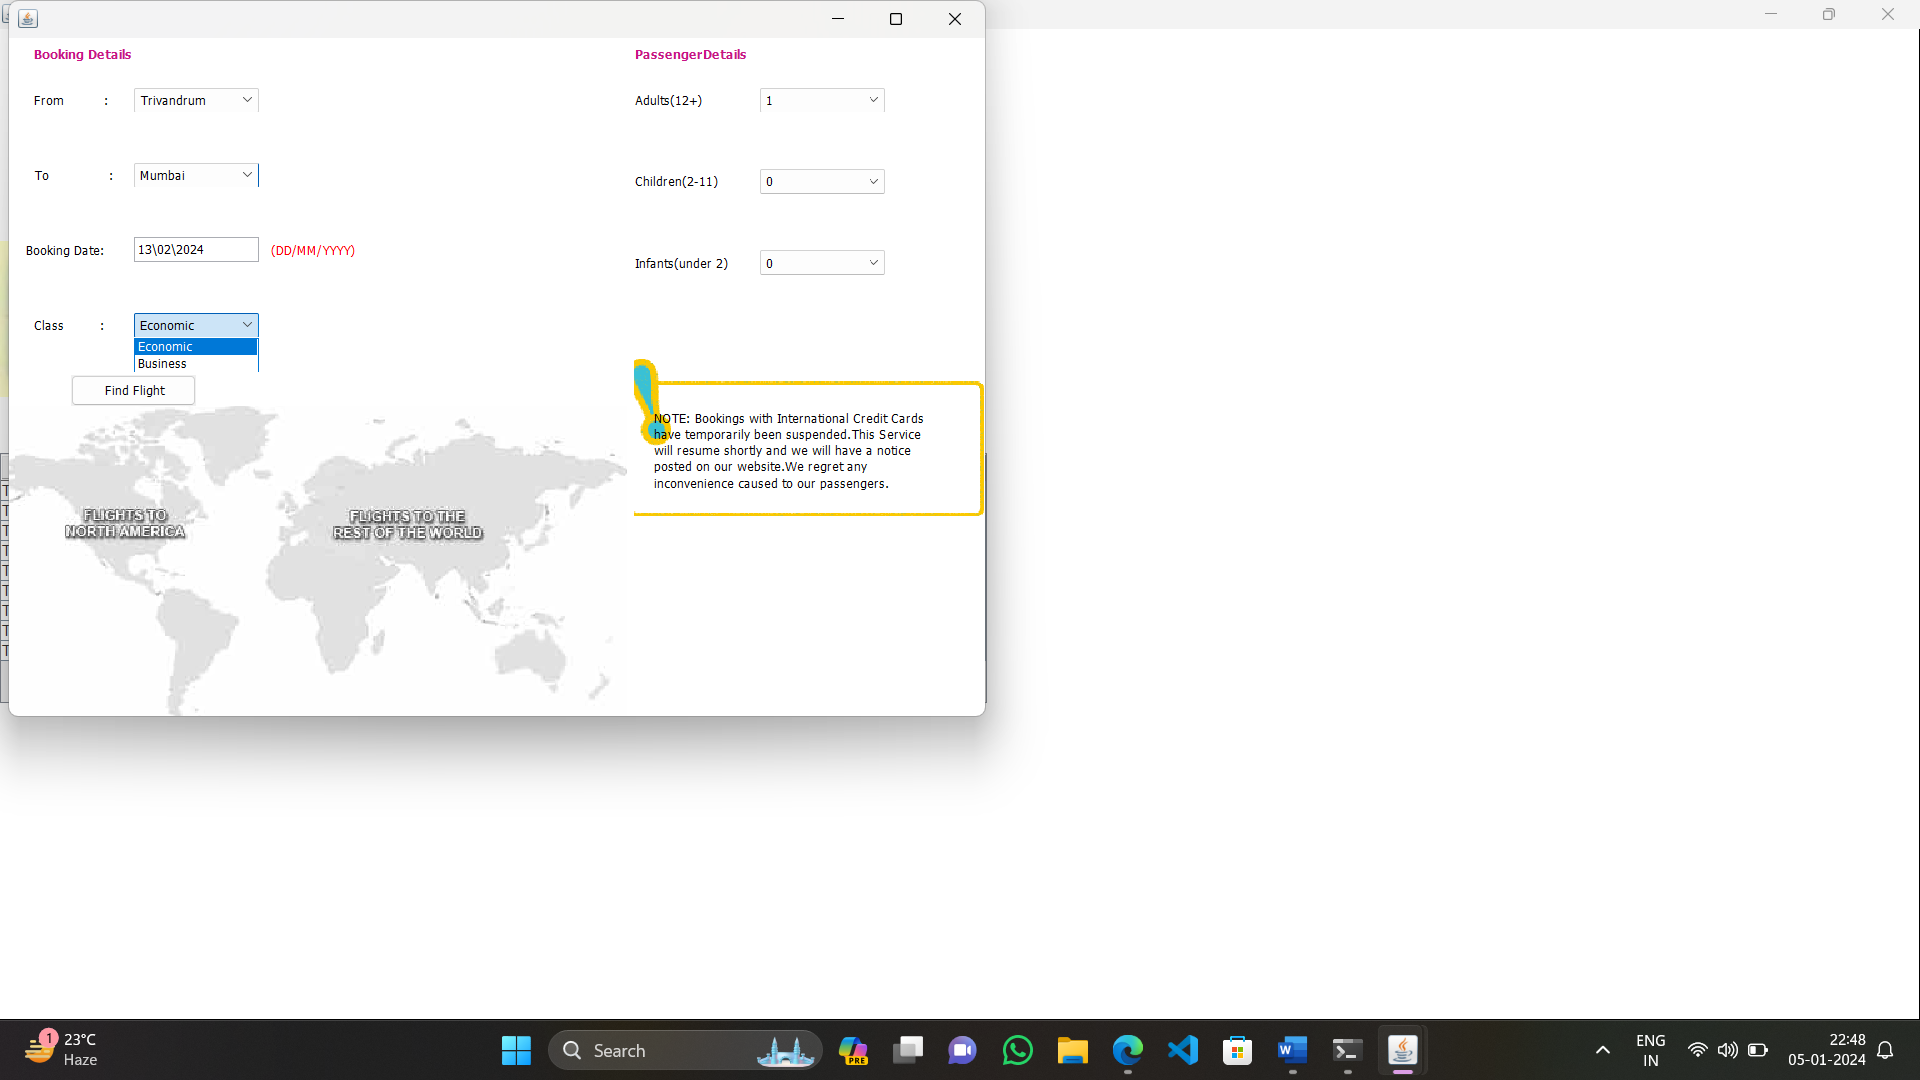 Booking Details
From :
Trivandrum
To :
Mumbai
Booking Date:
13\02\2024
(DD/MM/YYYY)
Class :
Economic
Economic
Business
Find Flight
FLIGHTS TO
NORTH AMERICA
FLIGHTS TO THE
REST OF THE WORLD
PassengerDetails
Adults(12+)
1
Children(2-11)
0
Infants(under 2)
0
NOTE: Bookings with International Credit Cards
have temporarily been suspended.This Service
will resume shortly and we will have a notice
posted on our website.We regret any
inconvenience caused to our passengers.
T
T
T
T
T
T
T
T
T
1
23°C
Haze
Search
PRE
W
ENG
IN
22:48
05-01-2024